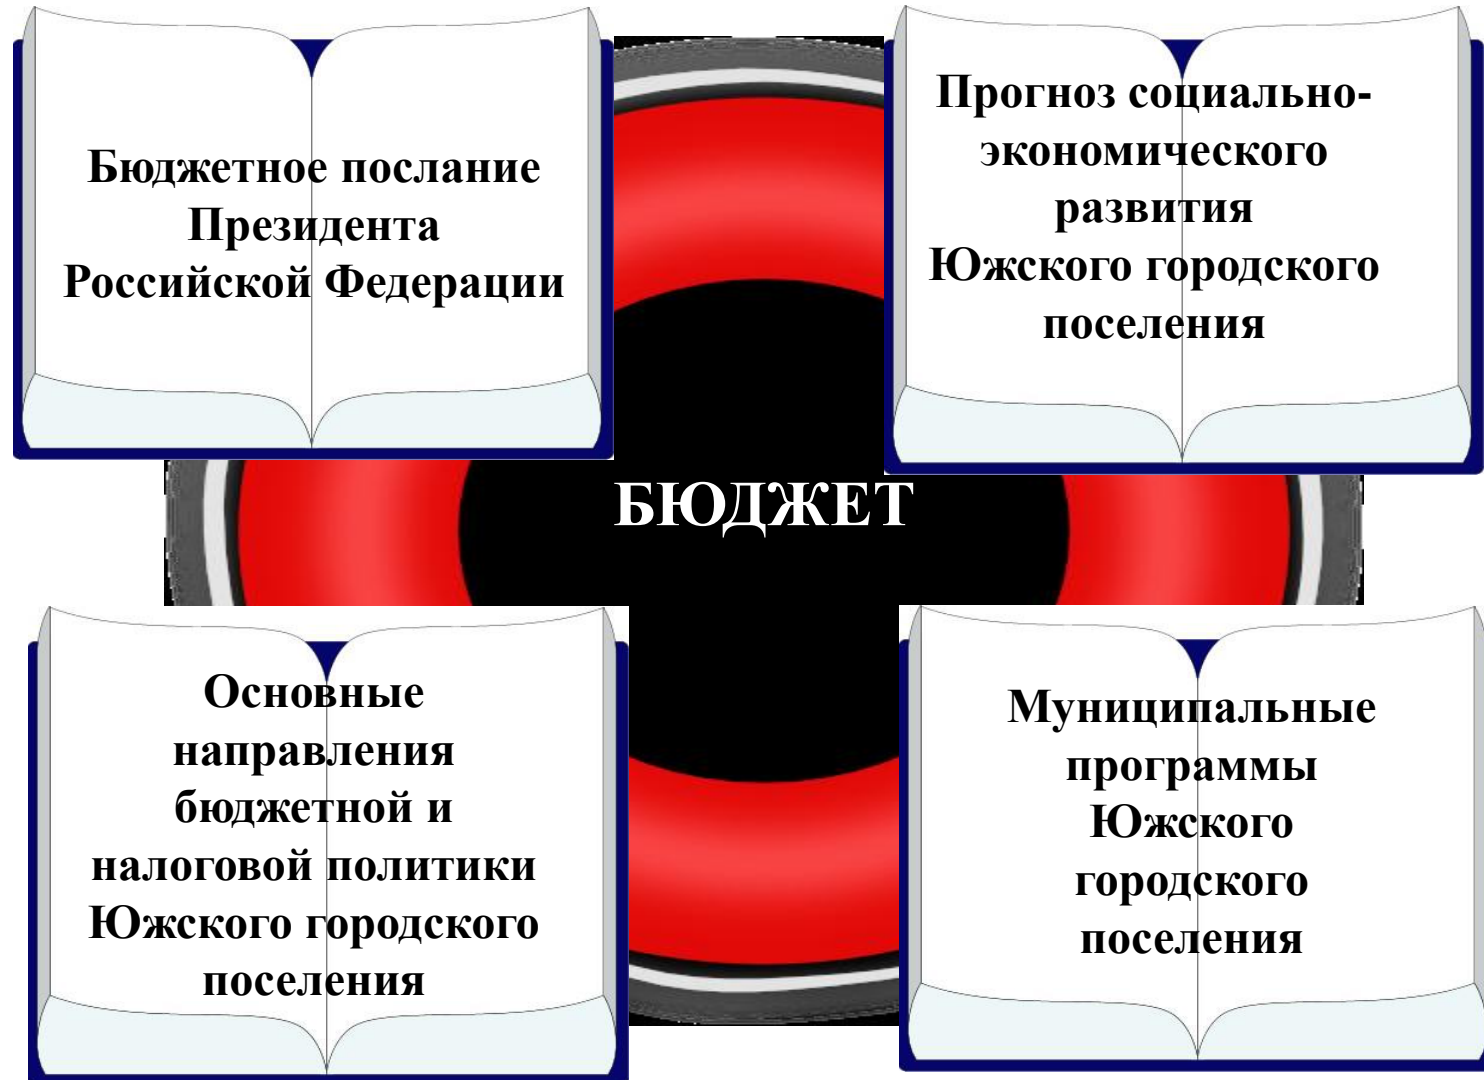 Бюджетное послание
Президента
Российской Федерации
Прогноз социально-
экономического
развития
Южского городского
поселения
БЮДЖЕТ
Основные
направления
бюджетной и
налоговой политики
Южского городского
поселения
Муниципальные
программы
Южского
городского
поселения